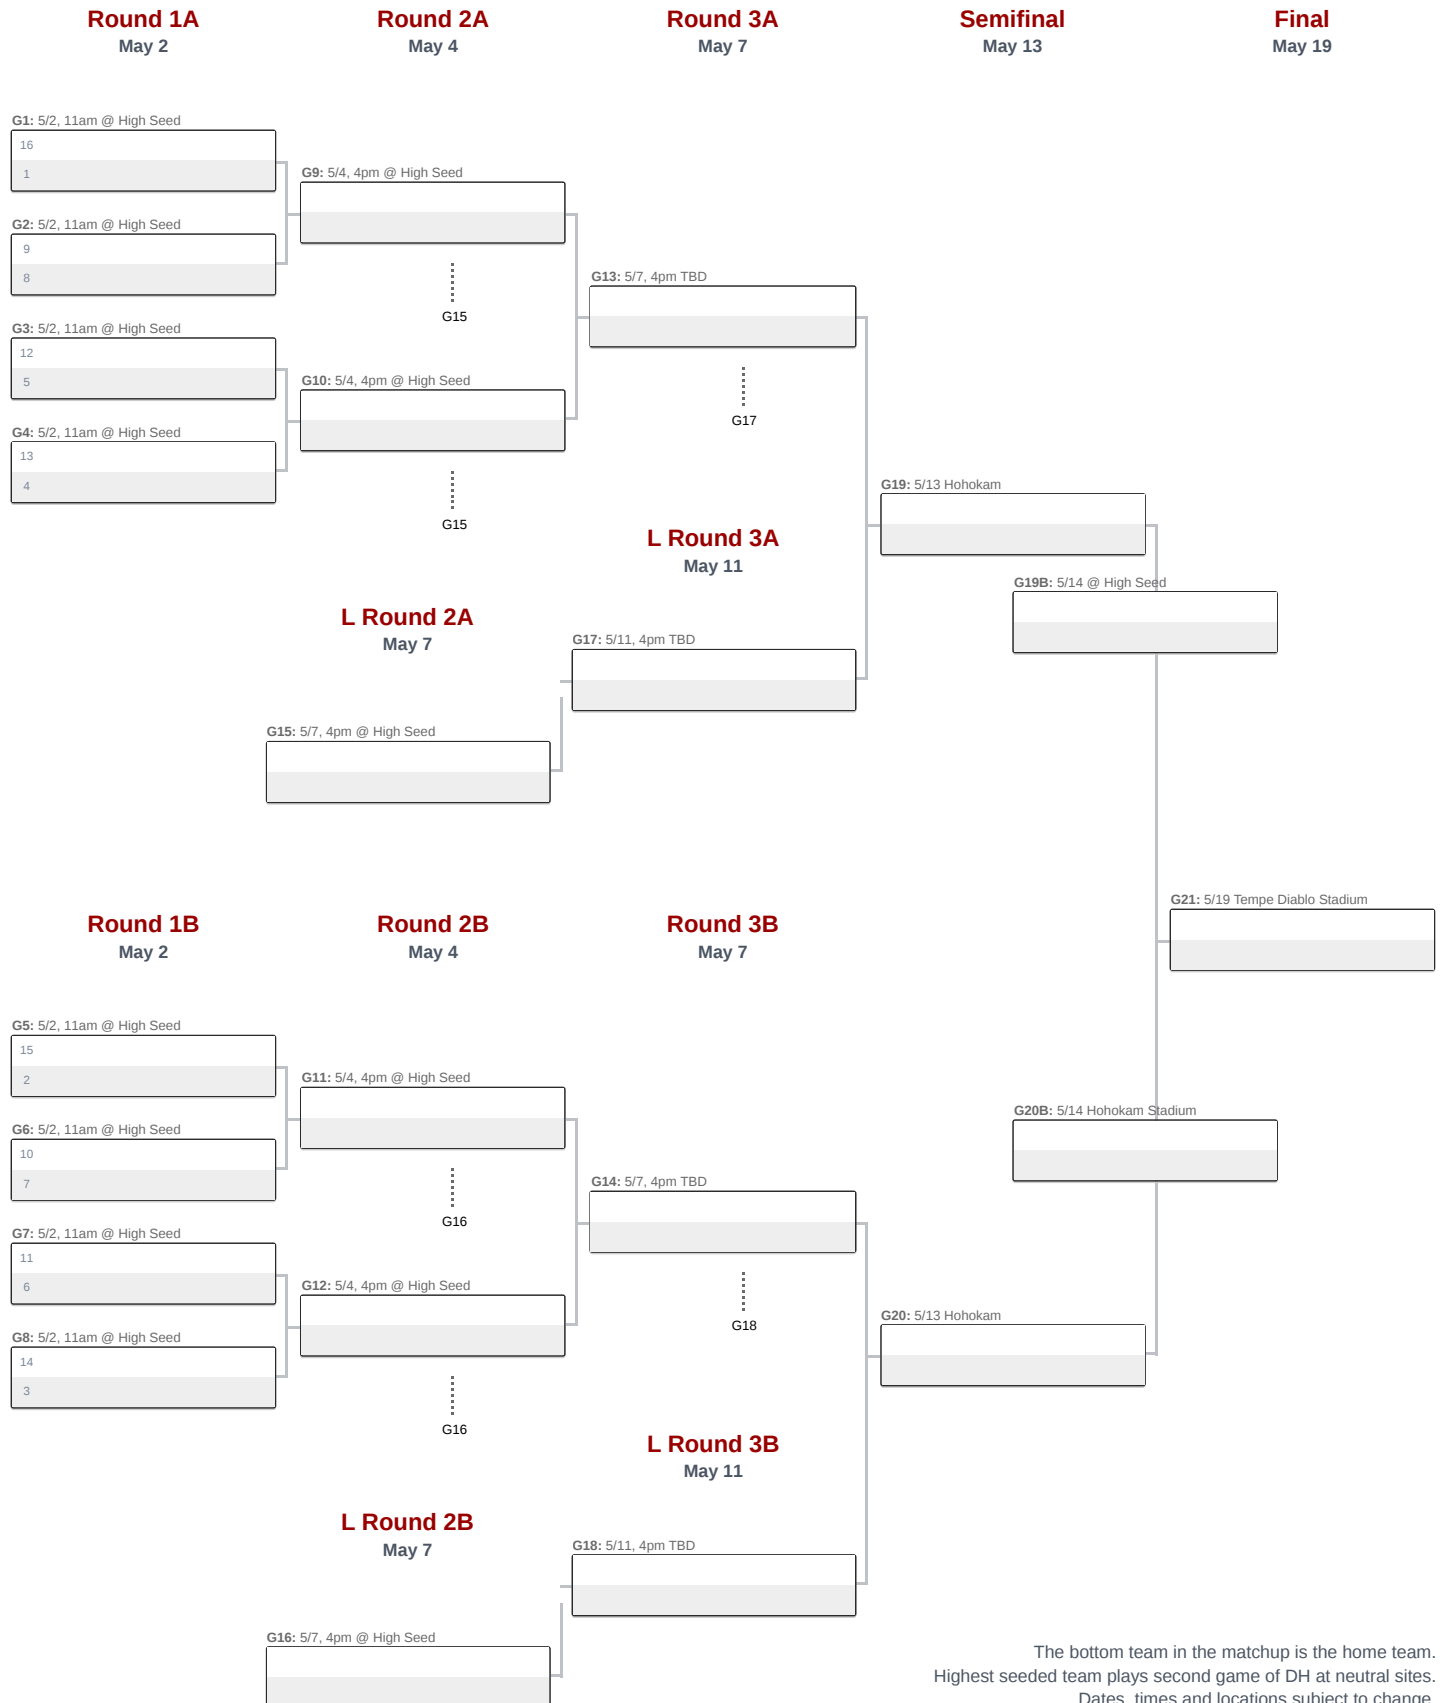 Round 1A
May 2
Round 2A
May 4
Round 3A
May 7
Semifinal
May 13
Final
May 19
G1: 5/2, 11am @ High Seed
16
1
G9: 5/4, 4pm @ High Seed
G2: 5/2, 11am @ High Seed
9
8
G13: 5/7, 4pm TBD
G15
G3: 5/2, 11am @ High Seed
12
5
G10: 5/4, 4pm @ High Seed
G17
G4: 5/2, 11am @ High Seed
13
4
G19: 5/13 Hohokam
G15
L Round 3A
May 11
G19B: 5/14 @ High Seed
L Round 2A
May 7
G17: 5/11, 4pm TBD
G15: 5/7, 4pm @ High Seed
G21: 5/19 Tempe Diablo Stadium
Round 1B
May 2
Round 2B
May 4
Round 3B
May 7
G5: 5/2, 11am @ High Seed
15
2
G11: 5/4, 4pm @ High Seed
G20B: 5/14 Hohokam Stadium
G6: 5/2, 11am @ High Seed
10
7
G14: 5/7, 4pm TBD
G16
G7: 5/2, 11am @ High Seed
11
6
G12: 5/4, 4pm @ High Seed
G18
G20: 5/13 Hohokam
G8: 5/2, 11am @ High Seed
14
3
G16
L Round 3B
May 11
L Round 2B
May 7
G18: 5/11, 4pm TBD
G16: 5/7, 4pm @ High Seed
The bottom team in the matchup is the home team.
Highest seeded team plays second game of DH at neutral sites.
Dates, times and locations subject to change.